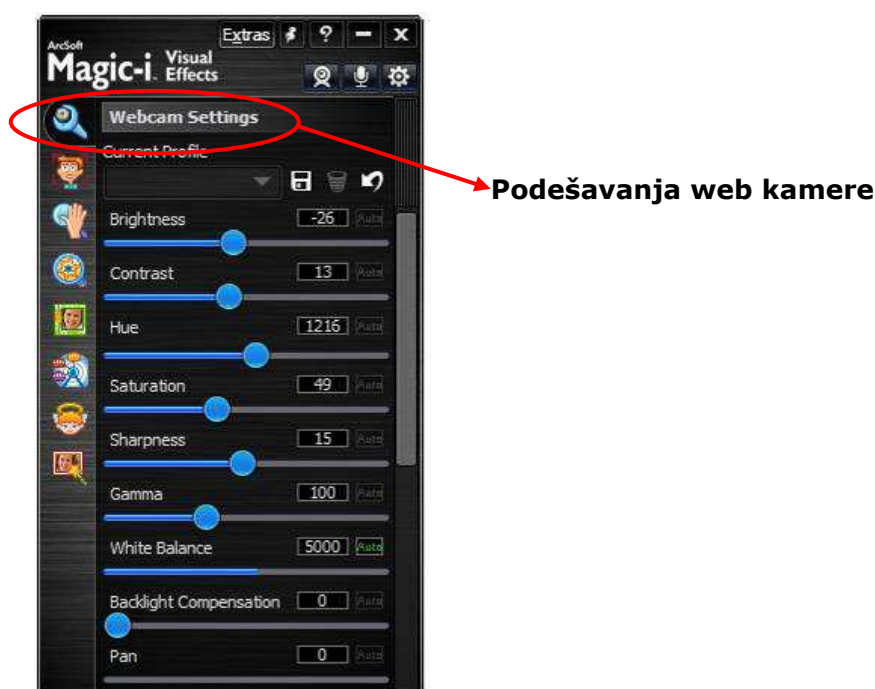 Extras ? – x
ArcSoft
Magic-i Visual Effects
Webcam Settings
Current Profile
Podešavanja web kamere
Brightness -26 Auto
Contrast 13 Auto
Hue 1216 Auto
Saturation 49 Auto
Sharpness 15 Auto
Gamma 100 Auto
White Balance 5000 Auto
Backlight Compensation 0 Auto
Pan 0 Auto